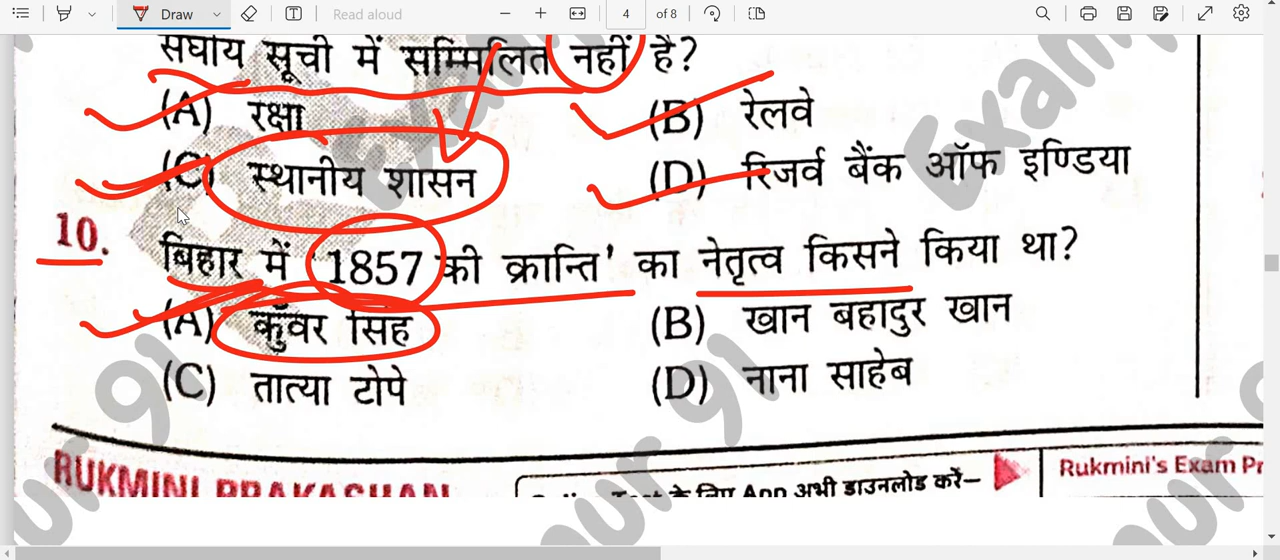 Draw
Read aloud
4 of 8
संघीय सूची में सम्मिलित नहीं है?
(A) रक्षा (B) रेलवे
(C) स्थानीय शासन (D) रिजर्व बैंक ऑफ इण्डिया
10. बिहार में '1857 की क्रान्ति' का नेतृत्व किसने किया था?
(A) कुँवर सिंह (B) खान बहादुर खान
(C) तात्या टोपे (D) नाना साहेब
RUKMINI PRAKASHAN
के लिए App अभी डाउनलोड करें–
Rukmini's Exam